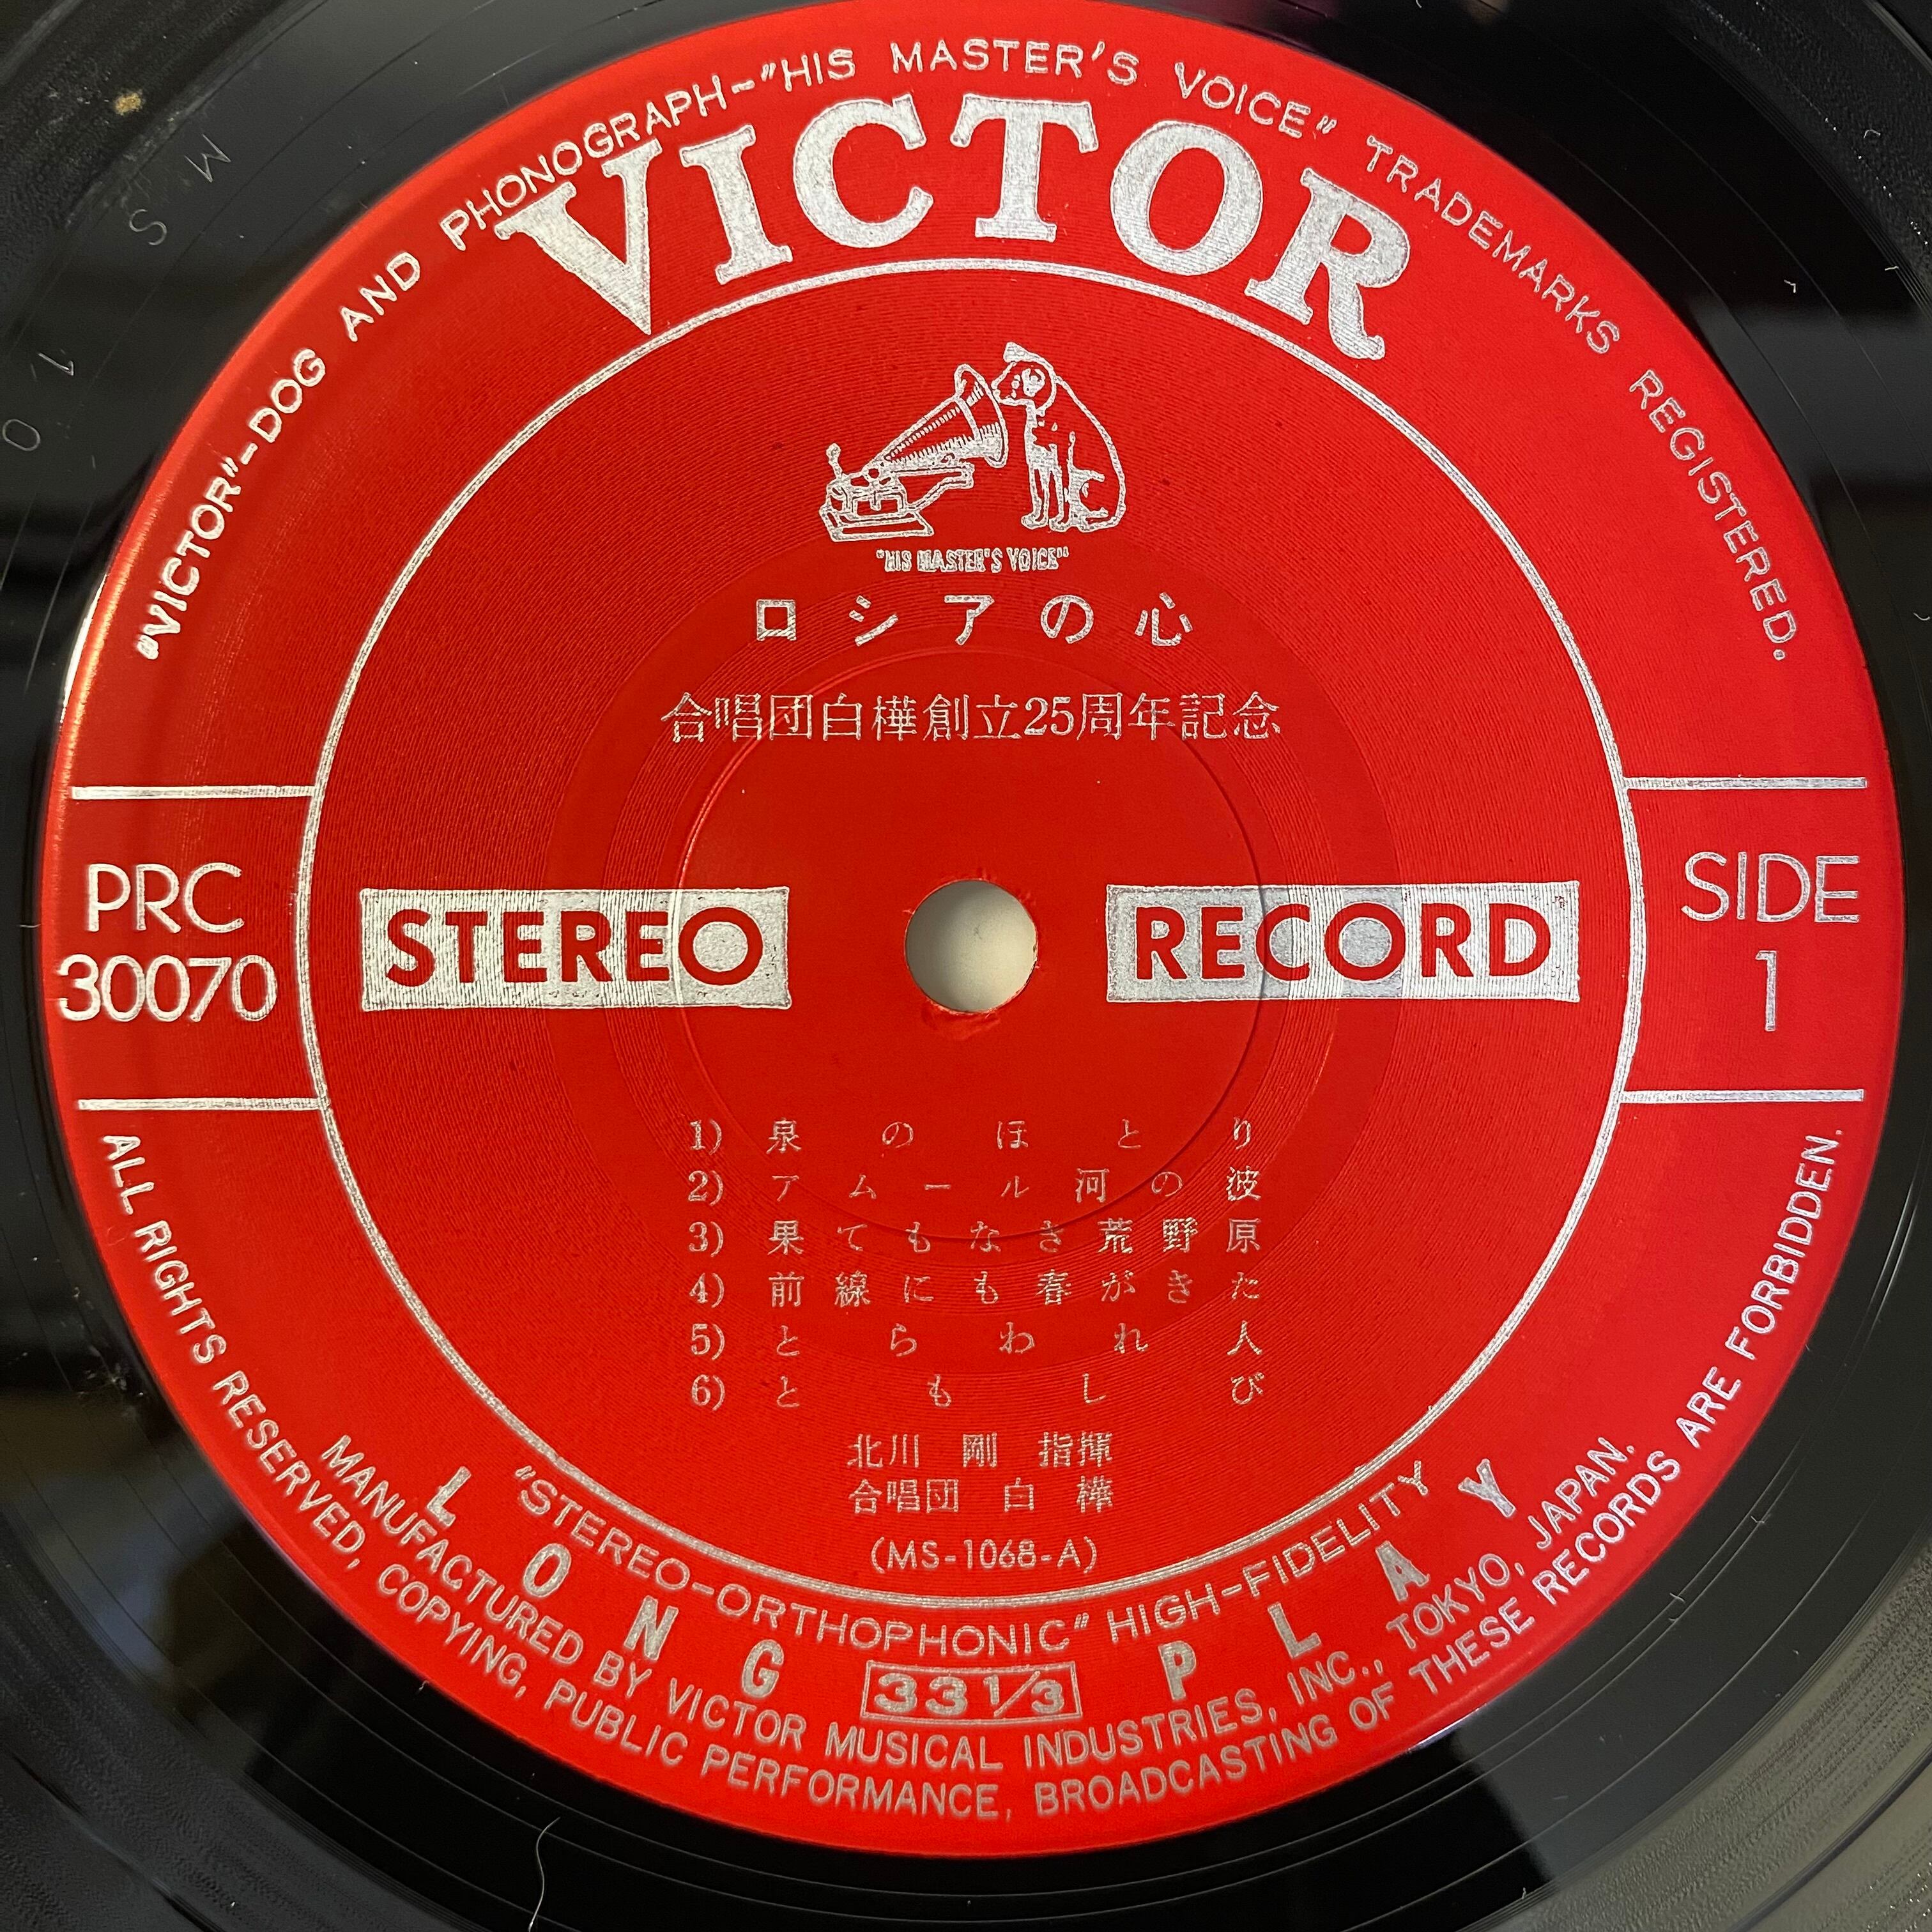 "VICTOR"-DOG AND PHONOGRAPH-"HIS MASTER'S VOICE" TRADEMARKS REGISTERED.
VICTOR
"HIS MASTER'S VOICE"
ロシアの心
合唱団白樺創立25周年記念
PRC
30070
STEREO
RECORD
SIDE
1
1) 泉のほとり
2) アムール河の波
3) 果てもなき荒野原
4) 前線にも春がきた
5) とらわれ人
6) ともしび
北川 剛 指揮
合唱団 白 樺
(MS-1068-A)
"STEREO-ORTHOPHONIC" HIGH-FIDELITY
LONG PLAY
33 1/3
MANUFACTURED BY VICTOR MUSICAL INDUSTRIES, INC., TOKYO, JAPAN.
ALL RIGHTS RESERVED, COPYING, PUBLIC PERFORMANCE, BROADCASTING OF THESE RECORDS ARE FORBIDDEN.